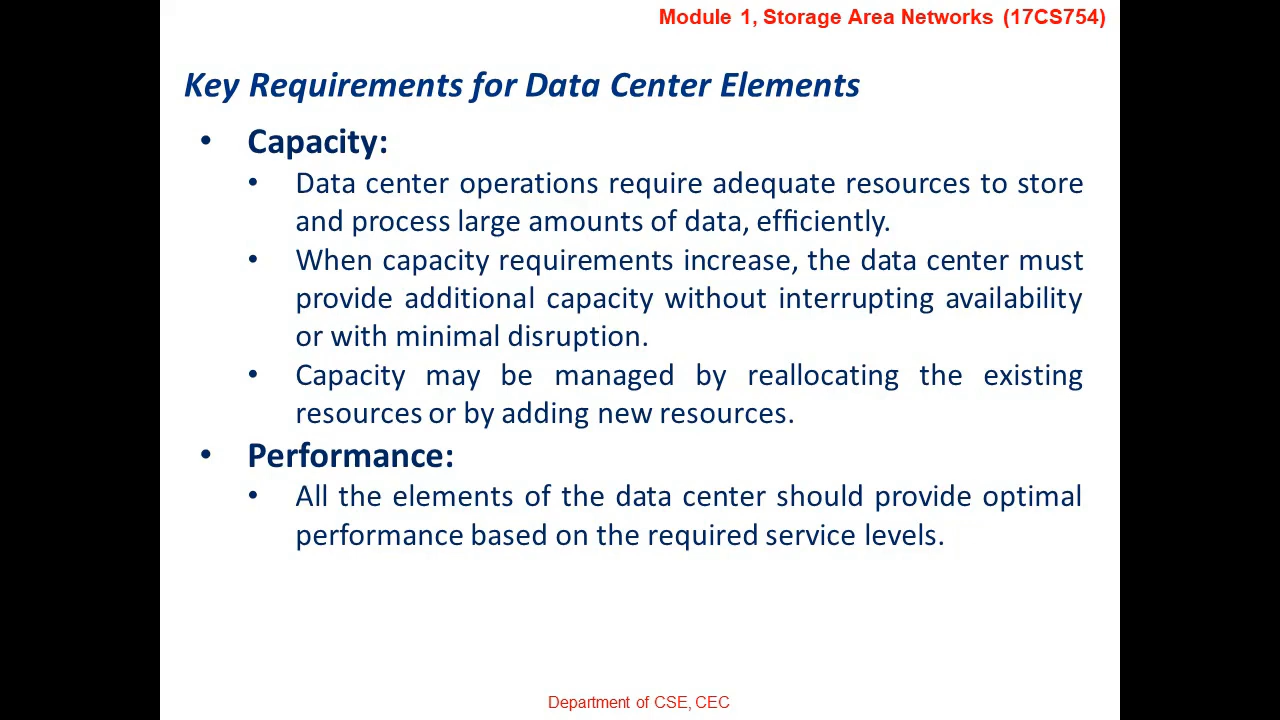 Module 1, Storage Area Networks (17CS754)
Key Requirements for Data Center Elements
• Capacity:
• Data center operations require adequate resources to store
and process large amounts of data, efficiently.
• When capacity requirements increase, the data center must
provide additional capacity without interrupting availability
or with minimal disruption.
• Capacity may be managed by reallocating the existing
resources or by adding new resources.
• Performance:
• All the elements of the data center should provide optimal
performance based on the required service levels.
Department of CSE, CEC